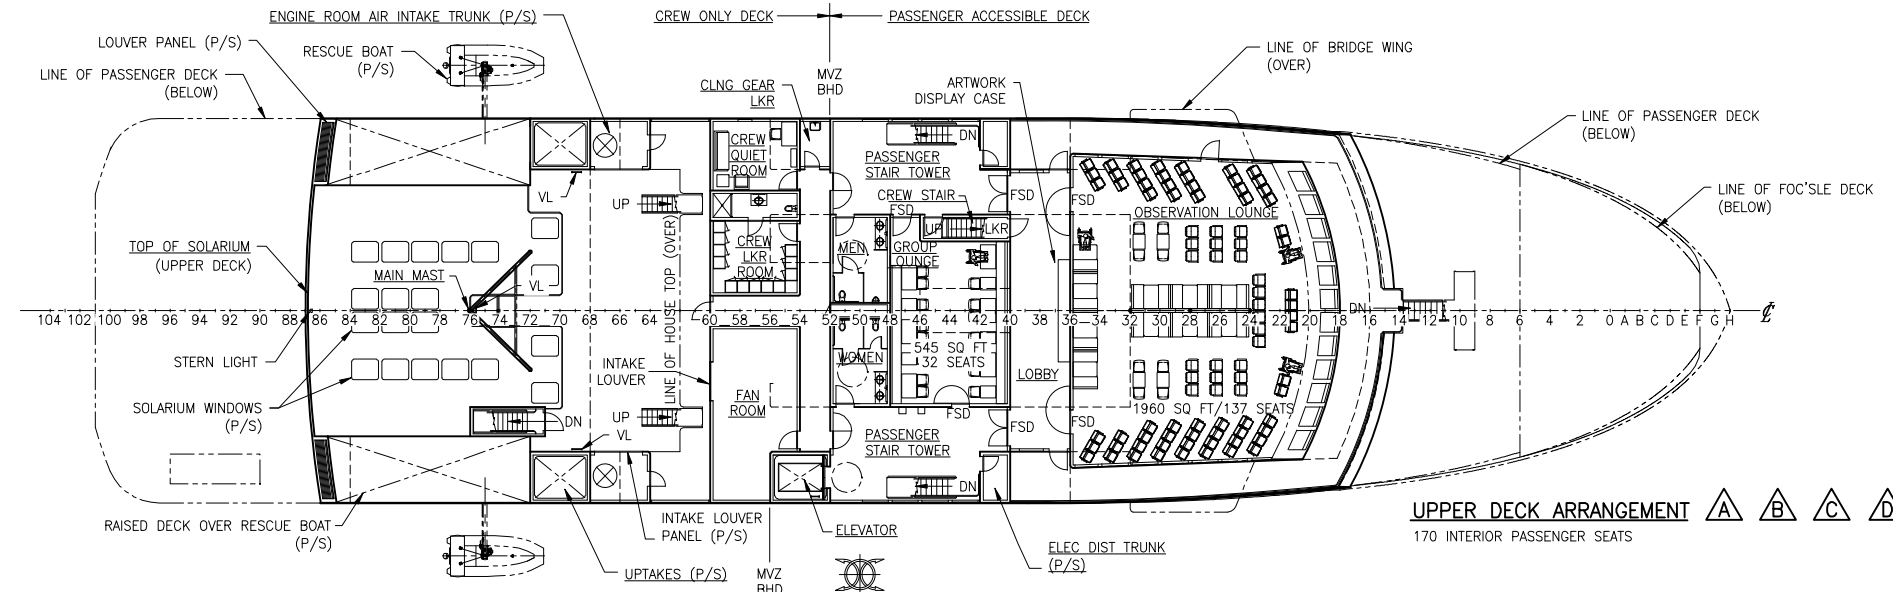 ENGINE ROOM AIR INTAKE TRUNK (P/S)
CREW ONLY DECK
PASSENGER ACCESSIBLE DECK
LOUVER PANEL (P/S)
RESCUE BOAT
(P/S)
LINE OF PASSENGER DECK
(BELOW)
MVZ
BHD
CLNG GEAR
LKR
ARTWORK
DISPLAY CASE
LINE OF BRIDGE WING
(OVER)
LINE OF PASSENGER DECK
(BELOW)
LINE OF FOC'SLE DECK
(BELOW)
CREW
QUIET
ROOM
PASSENGER
STAIR TOWER
DN
CREW STAIR
FSD
FSD
FSD
OBSERVATION LOUNGE
VL
UP
UP
LKR
TOP OF SOLARIUM
(UPPER DECK)
MAIN MAST
VL
LINE OF HOUSE TOP (OVER)
CREW
LKR
ROOM
MEN
GROUP
LOUNGE
DN
104 102 100 98 96 94 92 90 88 86 84 82 80 78 76 74 72 70 68 66 64 60 58 56 54 52 50 48 46 44 42 40 38 36 34 32 30 28 26 24 22 20 18 16 14 12 10 8 6 4 2 0 A B C D E F G H
STERN LIGHT
INTAKE
LOUVER
WOMEN
545 SQ FT
32 SEATS
LOBBY
FAN
ROOM
SOLARIUM WINDOWS
(P/S)
DN
UP
VL
FSD
1960 SQ FT/137 SEATS
PASSENGER
STAIR TOWER
FSD
FSD
DN
RAISED DECK OVER RESCUE BOAT
(P/S)
INTAKE LOUVER
PANEL (P/S)
ELEVATOR
UPTAKES (P/S)
MVZ
BHD
ELEC DIST TRUNK
(P/S)
UPPER DECK ARRANGEMENT A B C D
170 INTERIOR PASSENGER SEATS